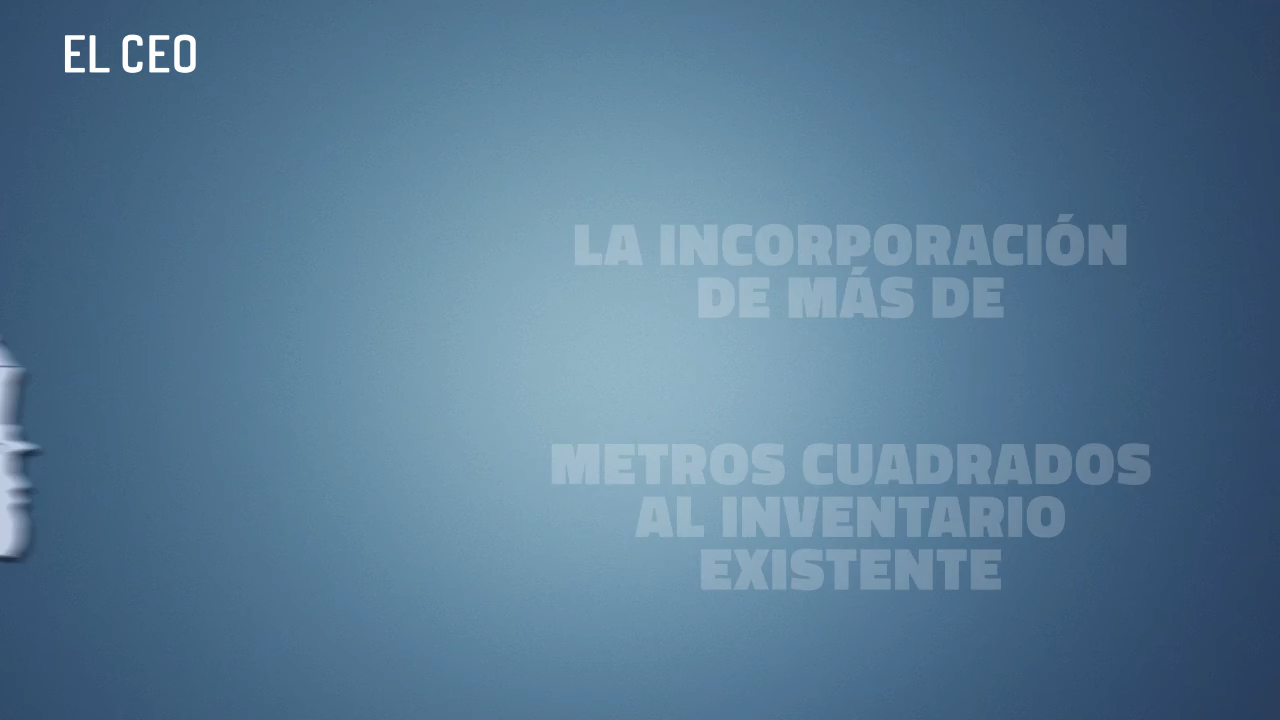 EL CEO
LA INCORPORACIÓN
DE MÁS DE
METROS CUADRADOS
AL INVENTARIO
EXISTENTE